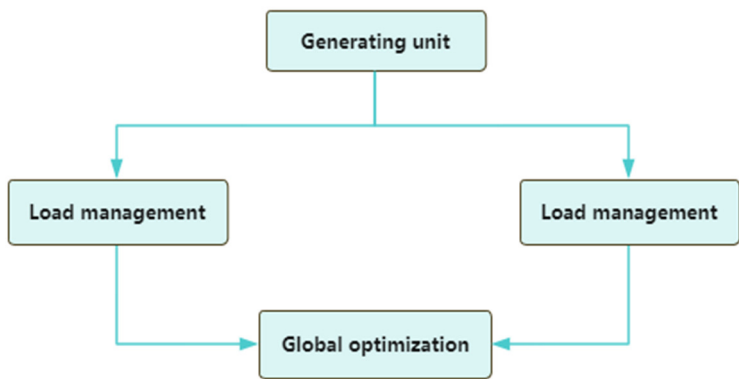 Generating unit
Load management
Load management
Global optimization